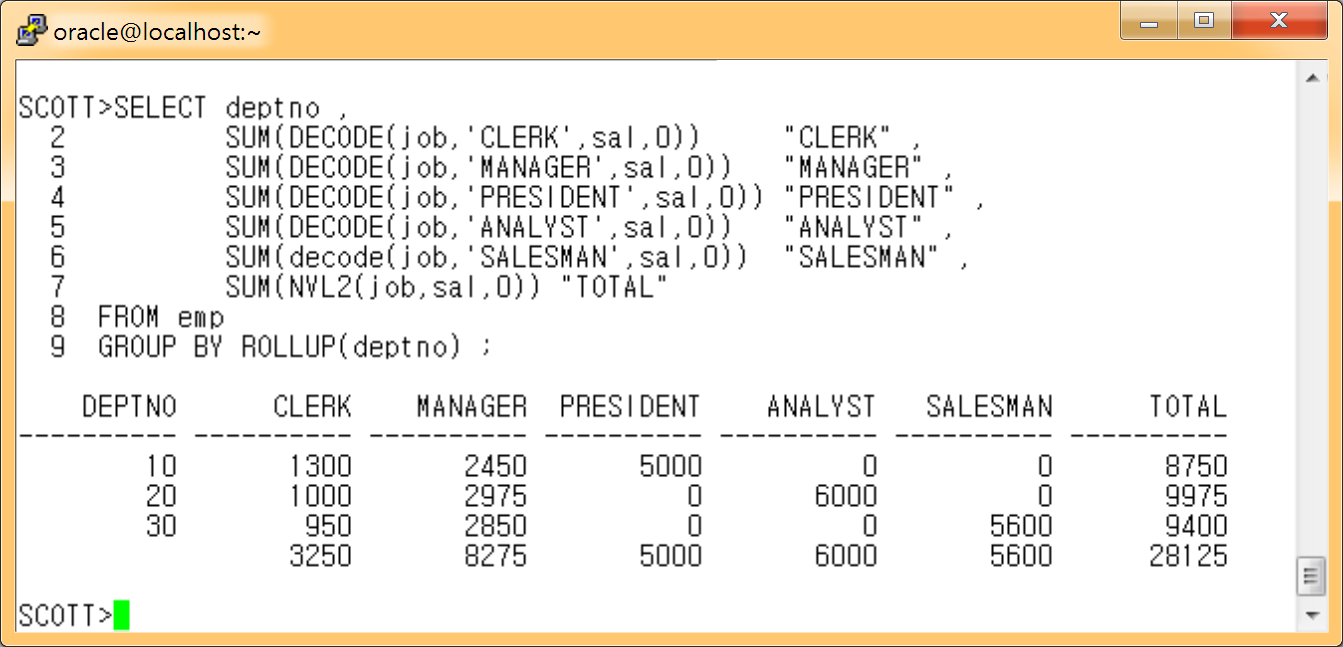 oracle@localhost:~
SCOTT>SELECT deptno ,
  2          SUM(DECODE(job,'CLERK',sal,0))     "CLERK" ,
  3          SUM(DECODE(job,'MANAGER',sal,0))   "MANAGER" ,
  4          SUM(DECODE(job,'PRESIDENT',sal,0)) "PRESIDENT" ,
  5          SUM(DECODE(job,'ANALYST',sal,0))   "ANALYST" ,
  6          SUM(decode(job,'SALESMAN',sal,0))  "SALESMAN" ,
  7          SUM(NVL2(job,sal,0)) "TOTAL"
  8  FROM emp
  9  GROUP BY ROLLUP(deptno) ;
    DEPTNO      CLERK    MANAGER  PRESIDENT    ANALYST   SALESMAN      TOTAL
---------- ---------- ---------- ---------- ---------- ---------- ----------
        10       1300       2450       5000          0          0       8750
        20       1000       2975          0       6000          0       9975
        30        950       2850          0          0       5600       9400
                 3250       8275       5000       6000       5600      28125
SCOTT>